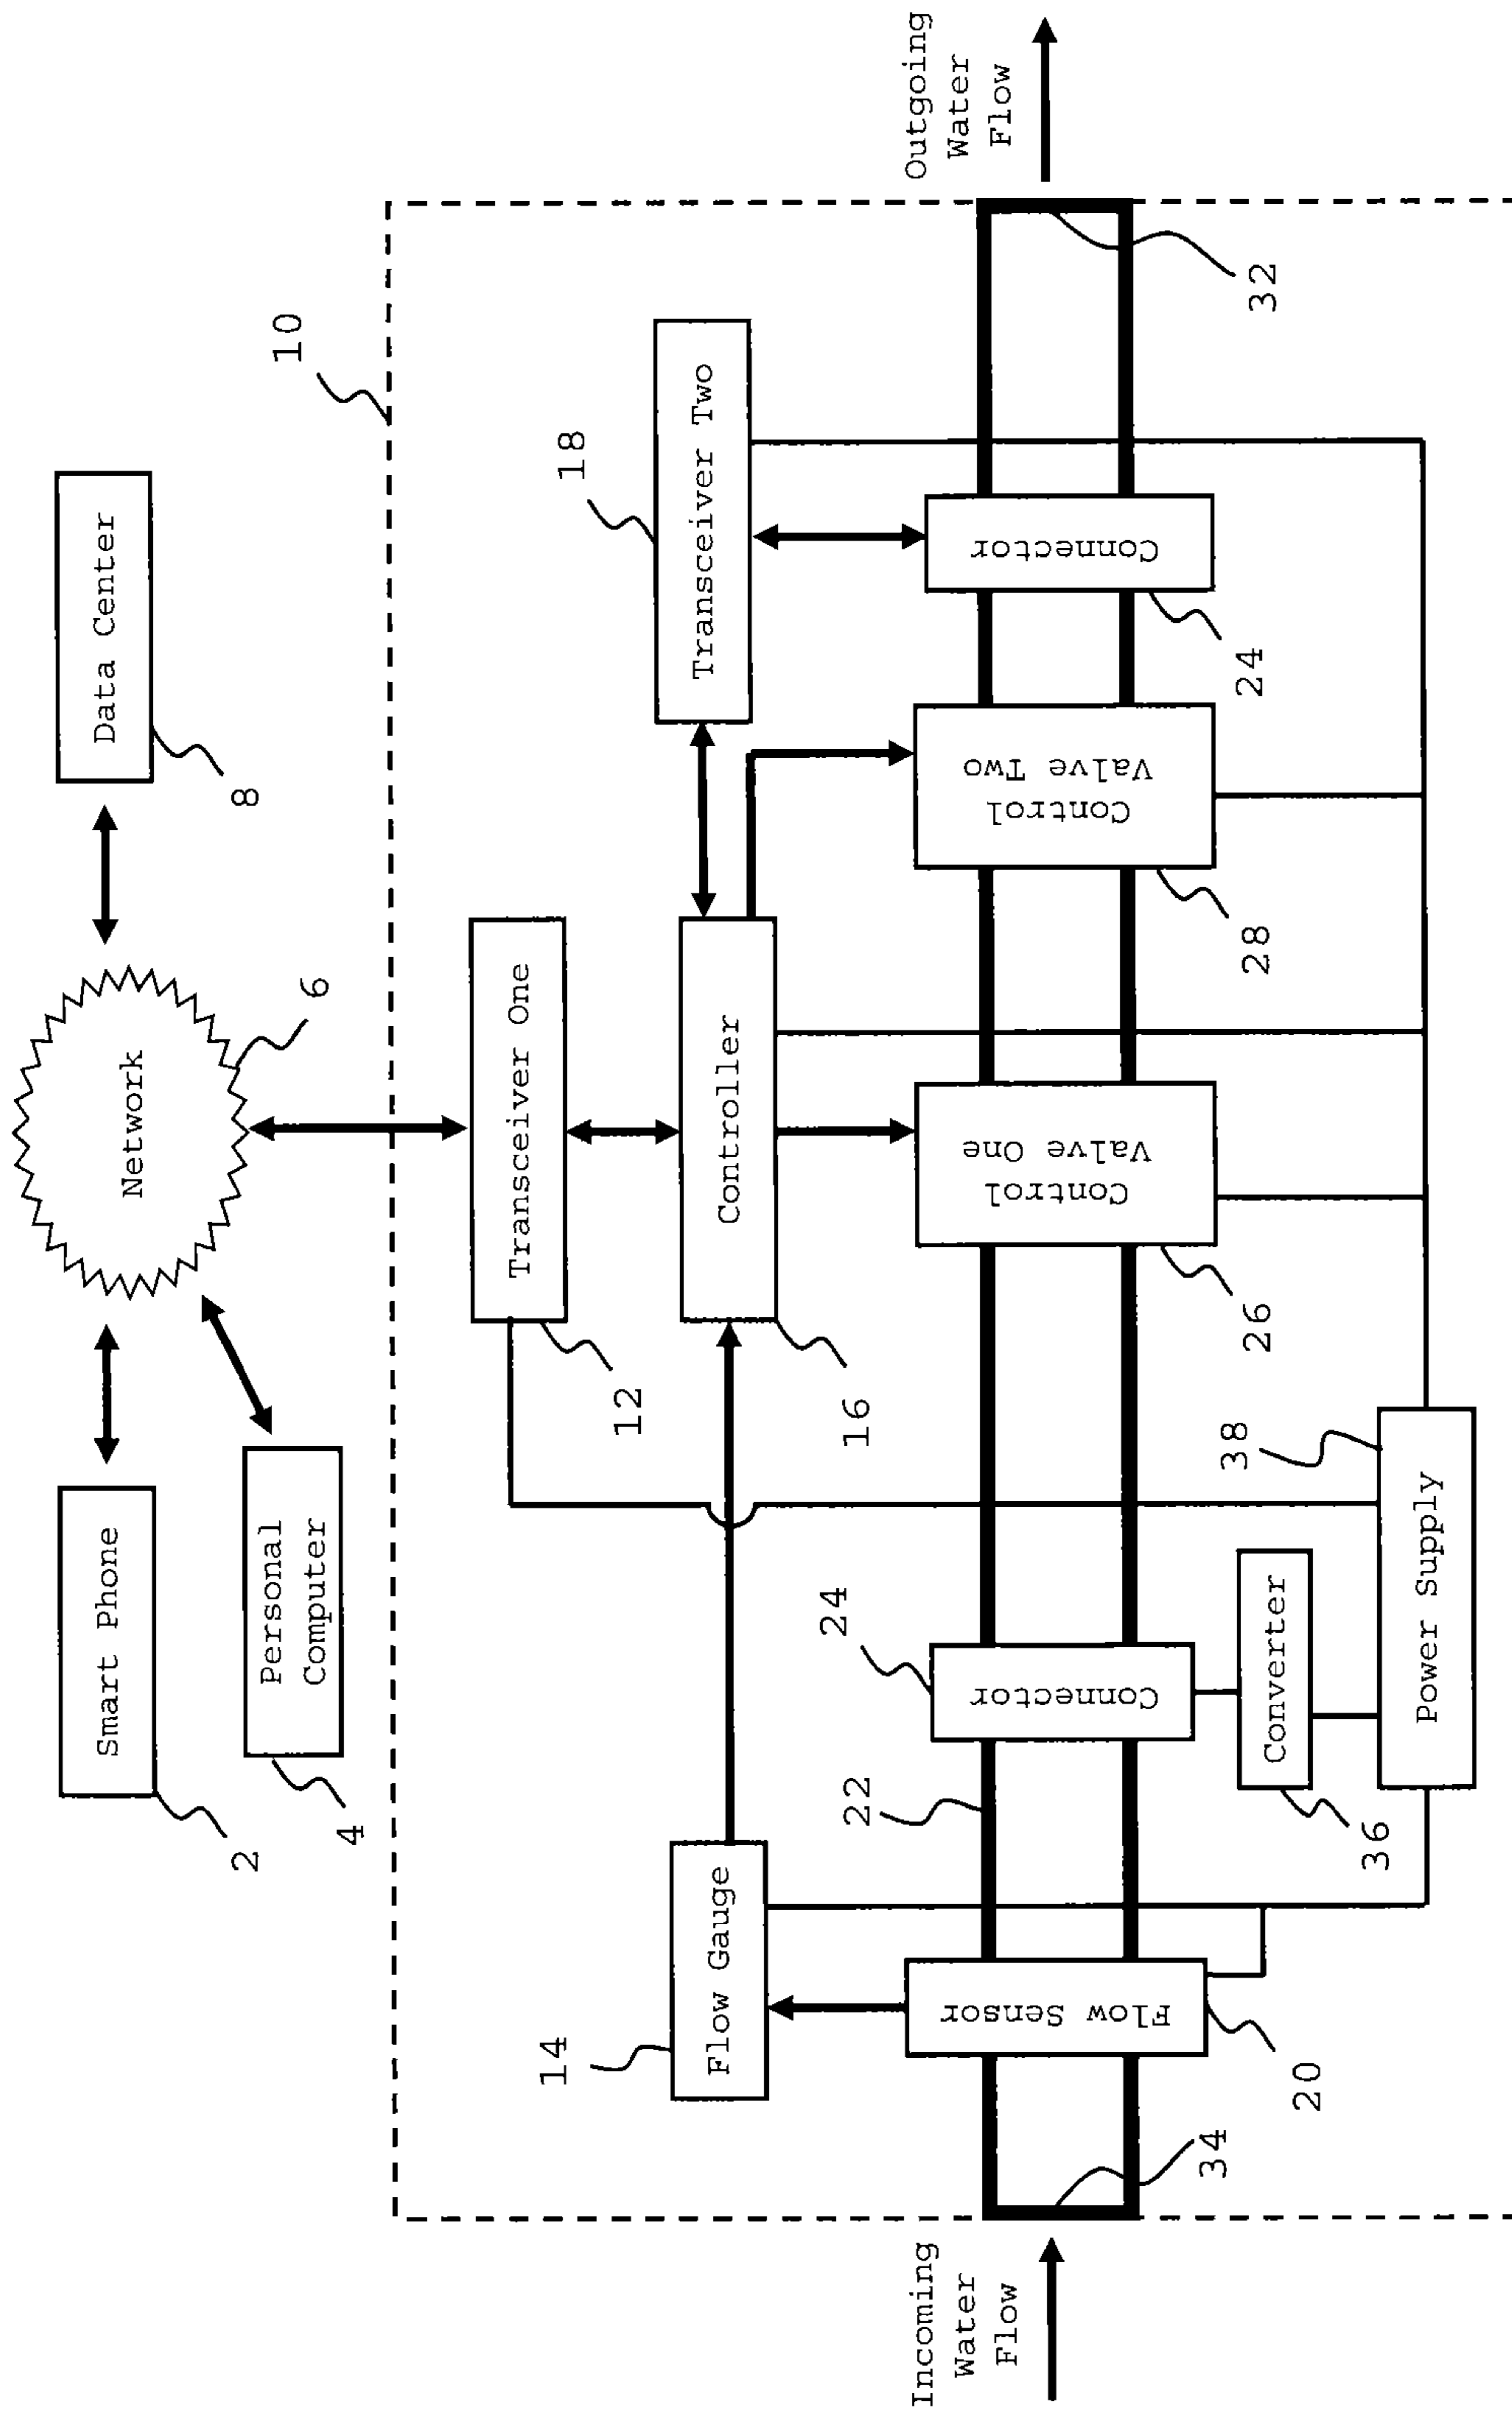 Smart Phone
2
Personal
Computer
4
Network
6
Data Center
8
10
Transceiver One
12
Flow Gauge
14
Controller
16
Transceiver Two
18
Incoming
Water
Flow
34
Flow Sensor
20
22
Connector
24
Control
Valve One
26
Control
Valve Two
28
Connector
24
32
Outgoing
Water
Flow
Converter
36
Power Supply
38